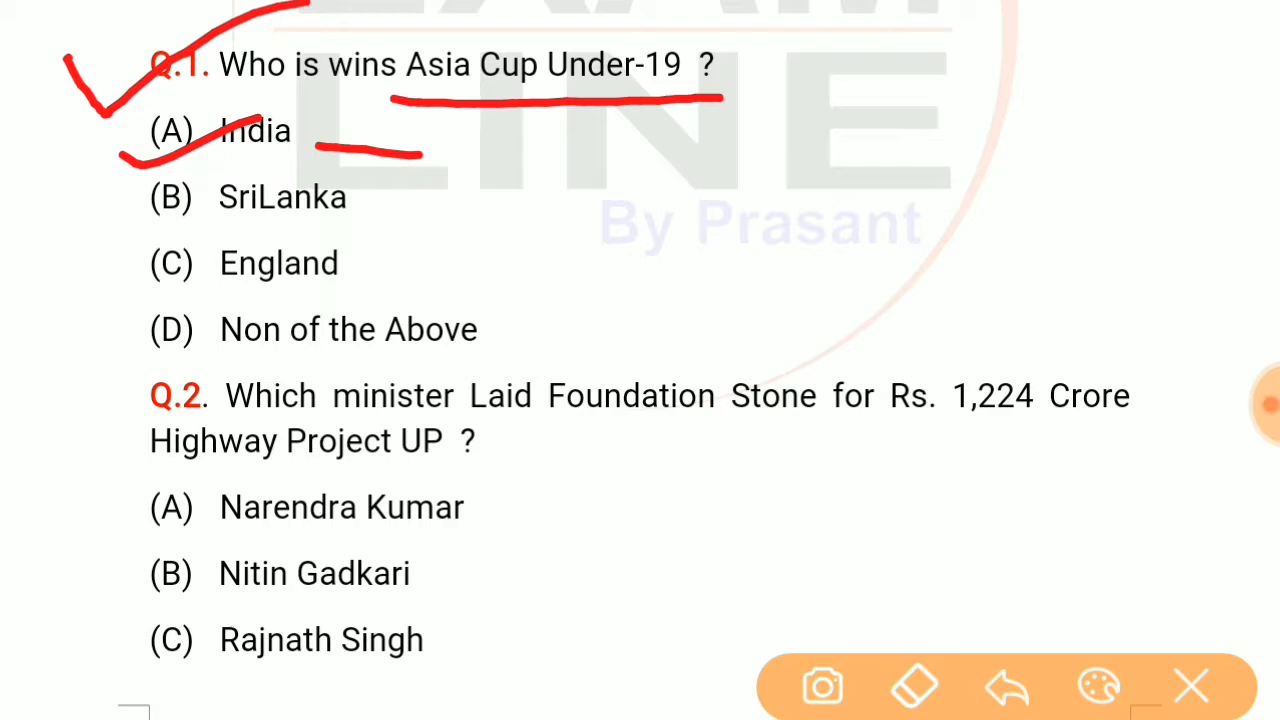 LINE
By Prasant
Q.1. Who is wins Asia Cup Under-19 ?
(A) India
(B) SriLanka
(C) England
(D) Non of the Above
Q.2. Which minister Laid Foundation Stone for Rs. 1,224 Crore
Highway Project UP ?
(A) Narendra Kumar
(B) Nitin Gadkari
(C) Rajnath Singh